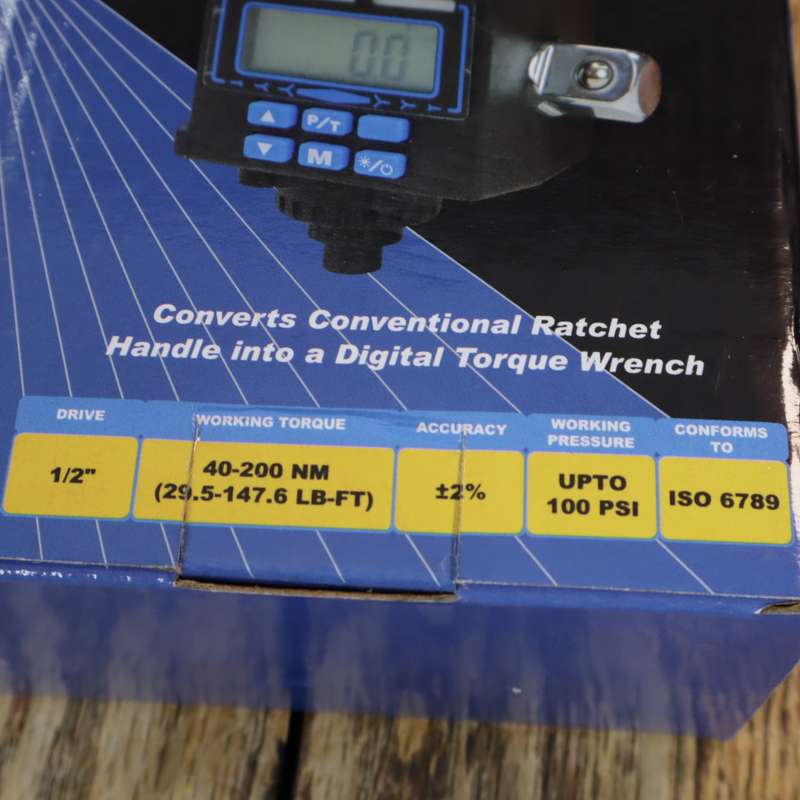 0.0
P/T
M
Converts Conventional Ratchet
Handle into a Digital Torque Wrench
DRIVE
1/2"
WORKING TORQUE
40-200 NM
(29.5-147.6 LB-FT)
ACCURACY
±2%
WORKING
PRESSURE
UPTO
100 PSI
CONFORMS
TO
ISO 6789